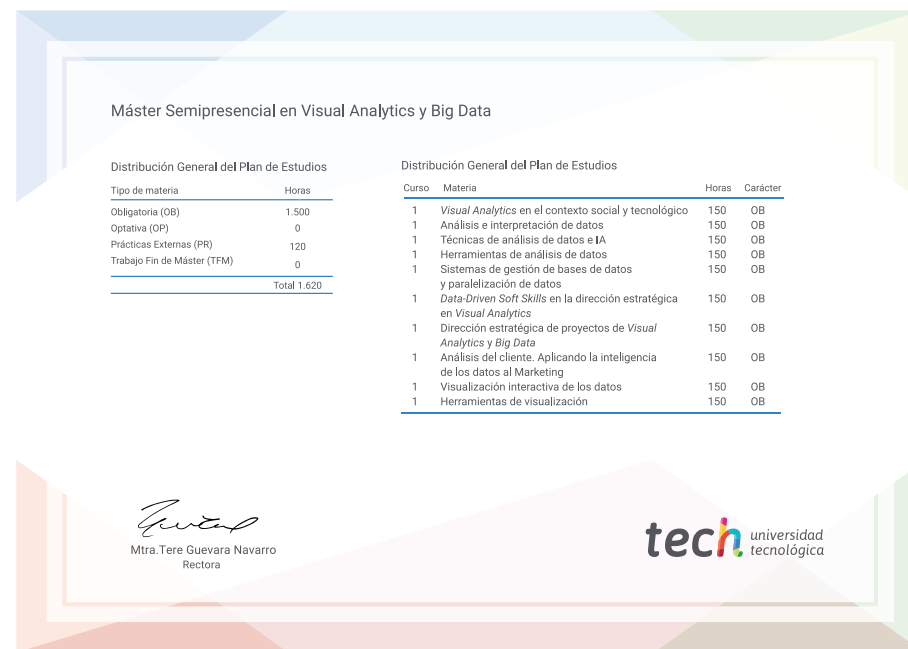 Máster Semipresencial en Visual Analytics y Big Data
Distribución General del Plan de Estudios
Tipo de materia Horas
Obligatoria (OB) 1.500
Optativa (OP) 0
Prácticas Externas (PR) 120
Trabajo Fin de Máster (TFM) 0
Total 1.620
Distribución General del Plan de Estudios
Curso Materia Horas Carácter
1 Visual Analytics en el contexto social y tecnológico 150 OB
1 Análisis e interpretación de datos 150 OB
1 Técnicas de análisis de datos e IA 150 OB
1 Herramientas de análisis de datos 150 OB
1 Sistemas de gestión de bases de datos 150 OB
y paralelización de datos
1 Data-Driven Soft Skills en la dirección estratégica 150 OB
en Visual Analytics
1 Dirección estratégica de proyectos de Visual 150 OB
Analytics y Big Data
1 Análisis del cliente. Aplicando la inteligencia 150 OB
de los datos al Marketing
1 Visualización interactiva de los datos 150 OB
1 Herramientas de visualización 150 OB
Mtra.Tere Guevara Navarro
Rectora
tech universidad
tecnológica